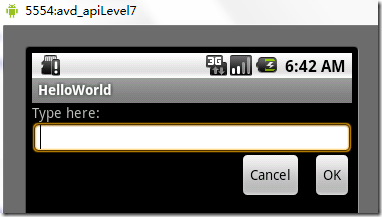 5554:avd_apiLevel7
3G 6:42 AM
HelloWorld
Type here:
Cancel OK